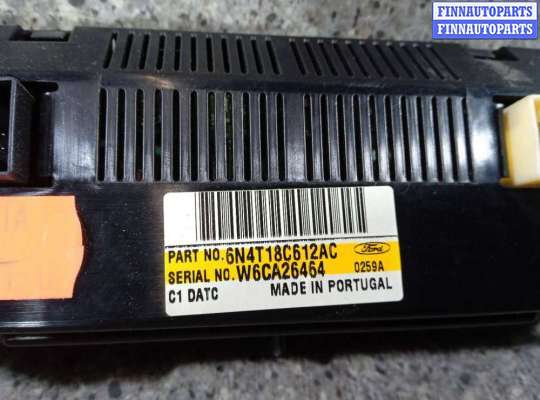 FINNAUTOPARTS
FINNAUTOPARTS
PART NO. 6N4T18C612AC Ford
SERIAL NO. W6CA26464 0259A
C1 DATC MADE IN PORTUGAL